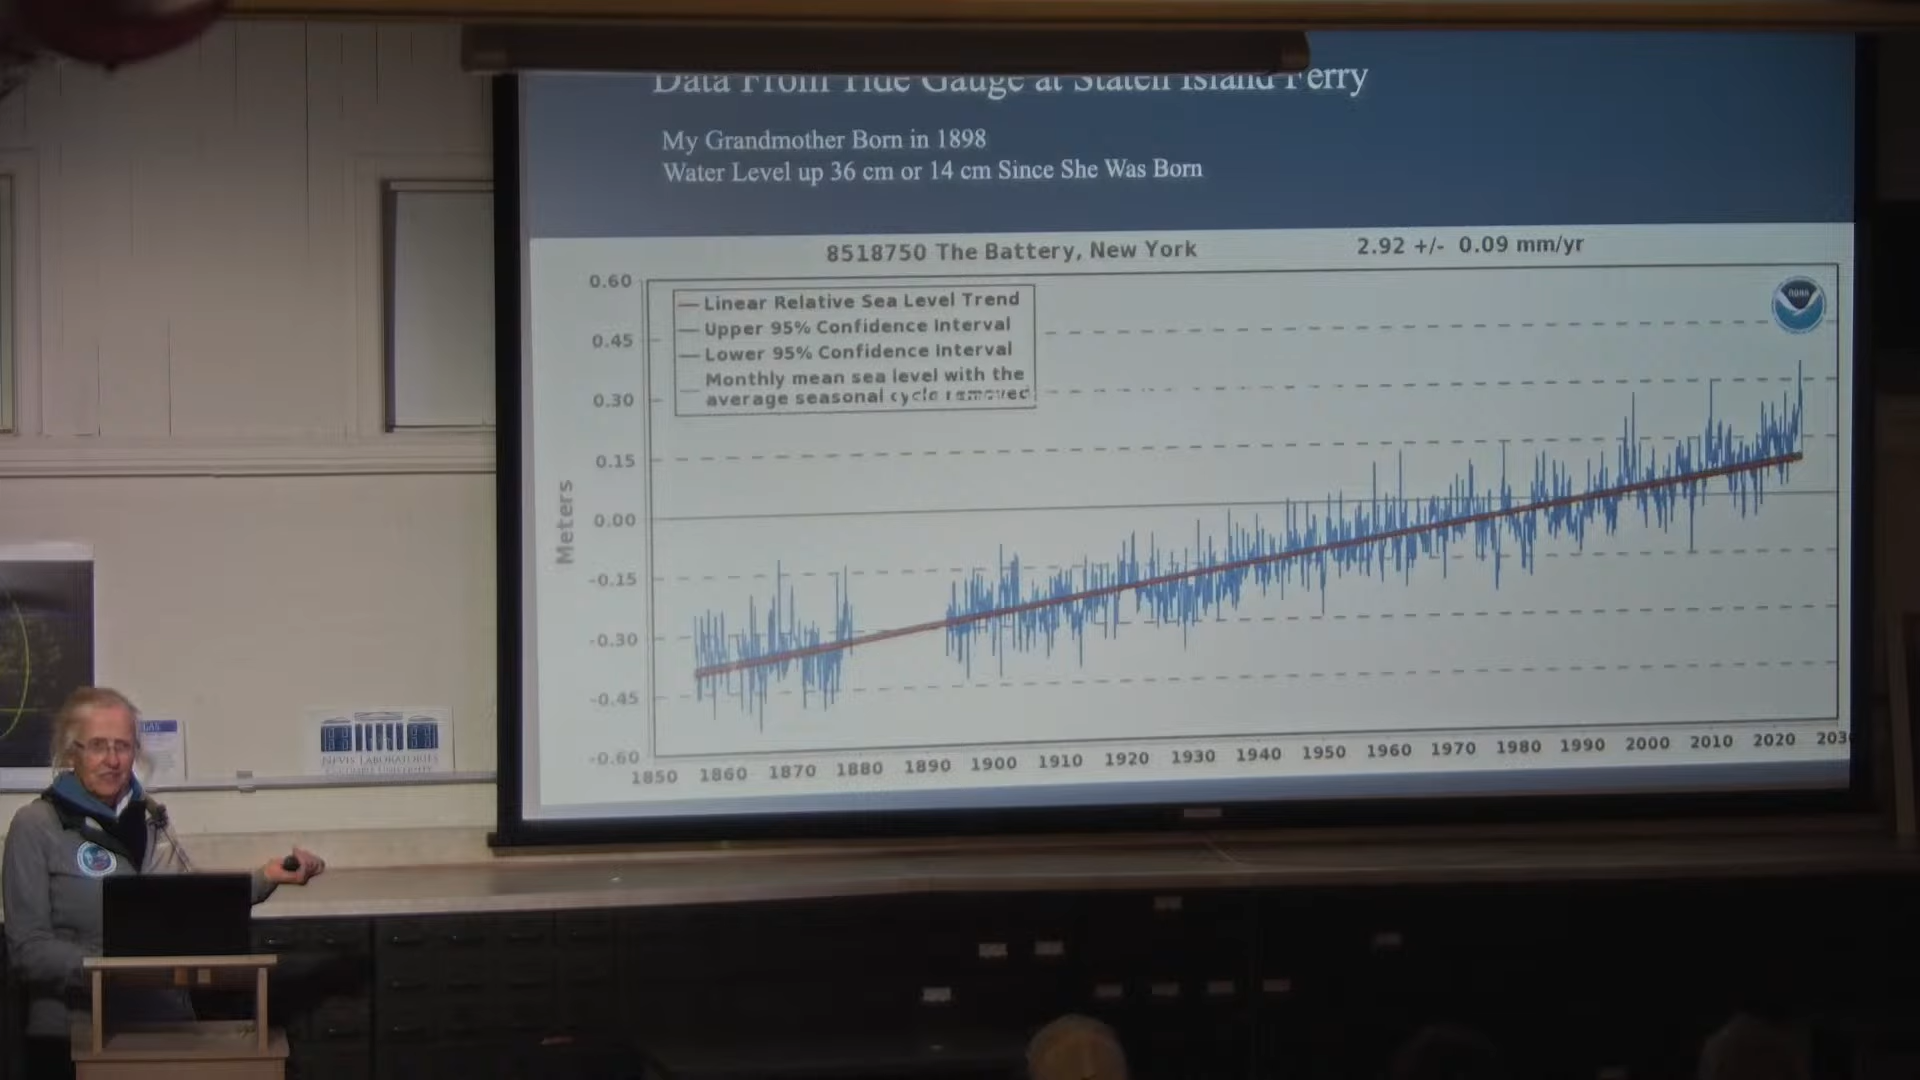 Data From Tide Gauge at Staten Island Ferry
My Grandmother Born in 1898
Water Level up 36 cm or 14 cm Since She Was Born
8518750 The Battery, New York
2.92 +/- 0.09 mm/yr
Linear Relative Sea Level Trend
Upper 95% Confidence Interval
Lower 95% Confidence Interval
Monthly mean sea level with the
average seasonal cycle removed
NOAA
Meters
0.60
0.45
0.30
0.15
0.00
-0.15
-0.30
-0.45
-0.60
1850 1860 1870 1880 1890 1900 1910 1920 1930 1940 1950 1960 1970 1980 1990 2000 2010 2020 203
NEVIS LABORATORIES
COLUMBIA UNIVERSITY